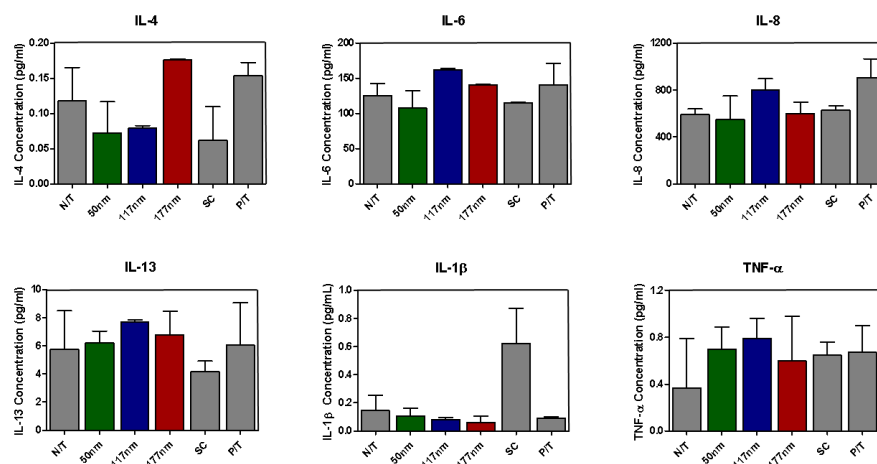 IL-4
IL-4 Concentration (pg/ml)
0.20
0.15
0.10
0.05
0.00
N/T
50nm
117nm
177nm
SC
P/T
IL-6
IL-6 Concentration (pg/ml)
200
150
100
50
0
N/T
50nm
117nm
177nm
SC
P/T
IL-8
IL-8 Concentration (pg/ml)
1200
800
400
0
N/T
50nm
117nm
177nm
SC
P/T
IL-13
IL-13 Concentration (pg/ml)
10
8
6
4
2
0
N/T
50nm
117nm
177nm
SC
P/T
IL-1β
IL-1β Concentration (pg/mL)
1.0
0.8
0.6
0.4
0.2
0.0
N/T
50nm
117nm
177nm
SC
P/T
TNF-α
TNF-α Concentration (pg/ml)
1.2
0.8
0.4
0.0
N/T
50nm
117nm
177nm
SC
P/T